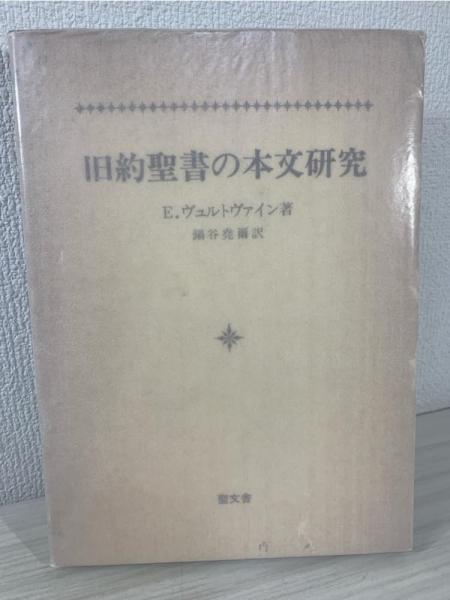 旧約聖書の本文研究
E.ヴュルトヴァイン著
鍋谷堯爾訳
聖文舎